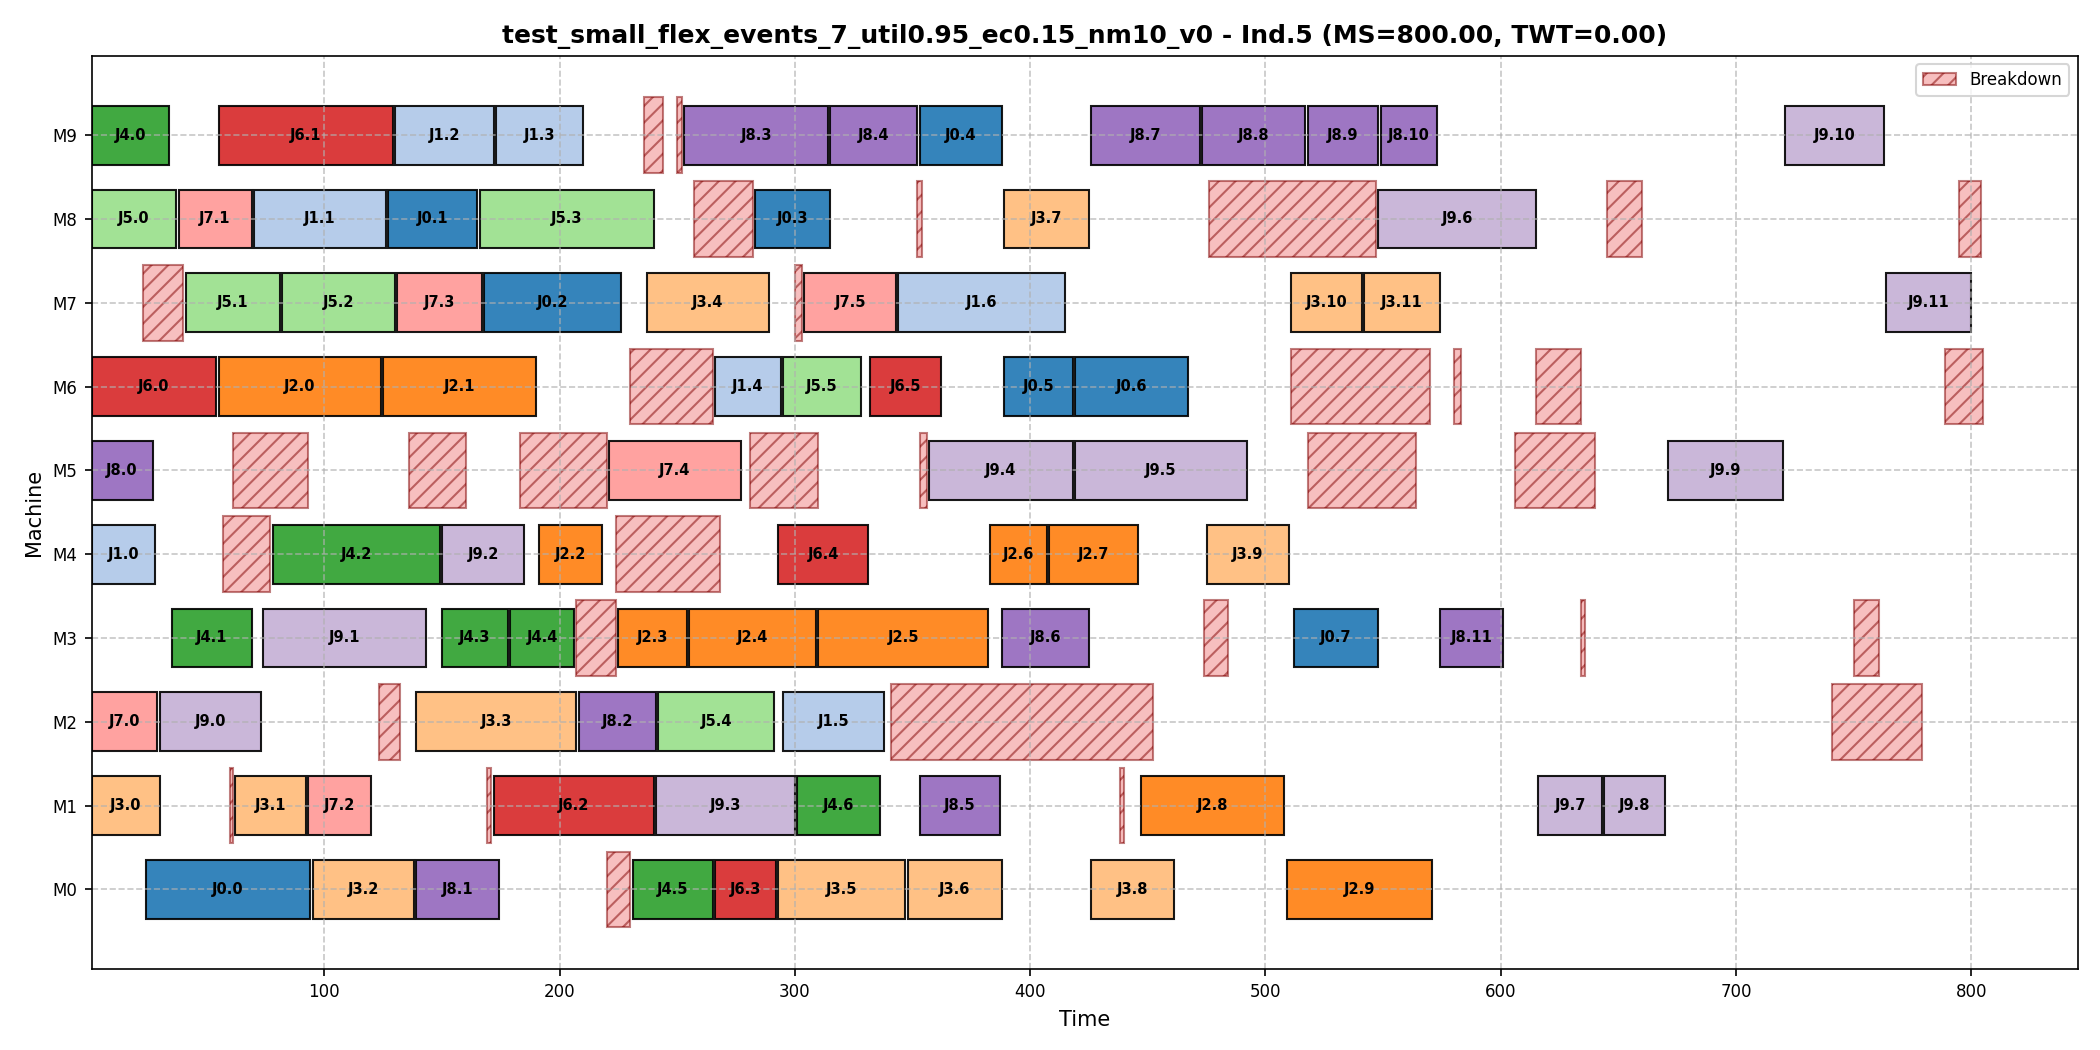 test_small_flex_events_7_util0.95_ec0.15_nm10_v0 - Ind.5 (MS=800.00, TWT=0.00)
Breakdown
M9 J4.0 J6.1 J1.2 J1.3 J8.3 J8.4 J0.4 J8.7 J8.8 J8.9 J8.10 J9.10
M8 J5.0 J7.1 J1.1 J0.1 J5.3 J0.3 J3.7 J9.6
M7 J5.1 J5.2 J7.3 J0.2 J3.4 J7.5 J1.6 J3.10 J3.11 J9.11
M6 J6.0 J2.0 J2.1 J1.4 J5.5 J6.5 J0.5 J0.6
M5 J8.0 J7.4 J9.4 J9.5 J9.9
M4 J1.0 J4.2 J9.2 J2.2 J6.4 J2.6 J2.7 J3.9
M3 J4.1 J9.1 J4.3 J4.4 J2.3 J2.4 J2.5 J8.6 J0.7 J8.11
M2 J7.0 J9.0 J3.3 J8.2 J5.4 J1.5
M1 J3.0 J3.1 J7.2 J6.2 J9.3 J4.6 J8.5 J2.8 J9.7 J9.8
M0 J0.0 J3.2 J8.1 J4.5 J6.3 J3.5 J3.6 J3.8 J2.9
Machine
100 200 300 400 500 600 700 800
Time